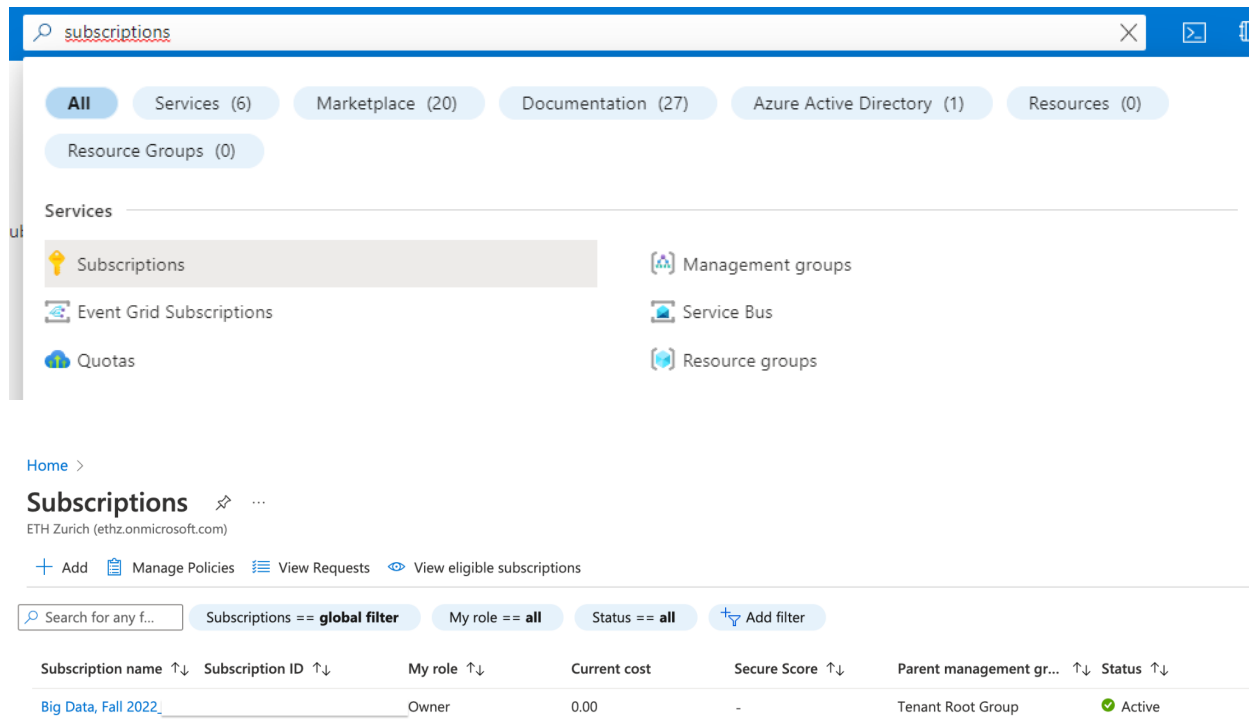 subscriptions
All Services (6) Marketplace (20) Documentation (27) Azure Active Directory (1) Resources (0)
Resource Groups (0)
Services
Subscriptions Management groups
Event Grid Subscriptions Service Bus
Quotas Resource groups
Home >
Subscriptions ...
ETH Zurich (ethz.onmicrosoft.com)
+ Add Manage Policies View Requests View eligible subscriptions
Search for any f... Subscriptions == global filter My role == all Status == all Add filter
Subscription name ↑↓ Subscription ID ↑↓ My role ↑↓ Current cost Secure Score ↑↓ Parent management gr... ↑↓ Status ↑↓
Big Data, Fall 2022_ Owner 0.00 - Tenant Root Group Active